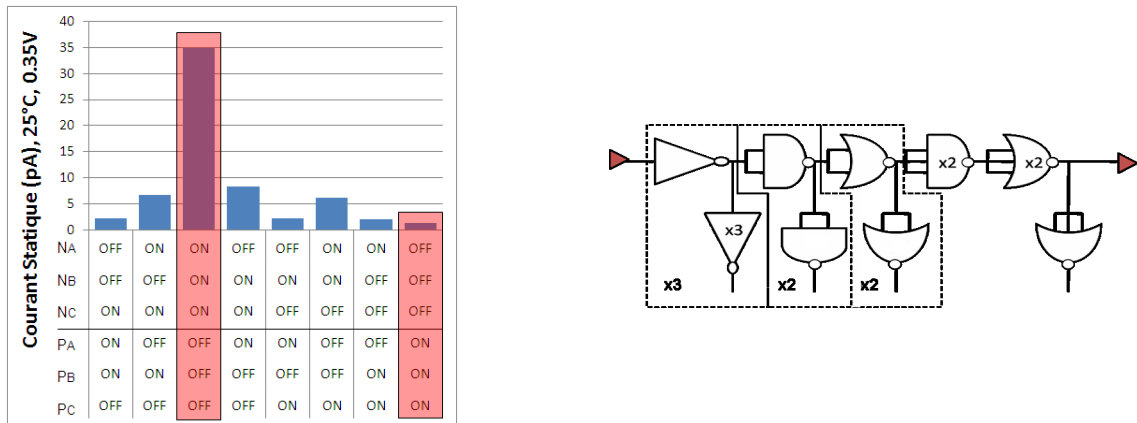 Courant Statique (pA), 25°C, 0.35V
40
35
30
25
20
15
10
5
0
NA OFF ON ON OFF OFF ON ON OFF
NB OFF OFF ON ON ON ON OFF OFF
NC ON ON ON ON OFF OFF OFF OFF
PA ON OFF OFF ON ON OFF OFF ON
PB ON ON OFF OFF OFF OFF ON ON
PC OFF OFF OFF OFF ON ON ON ON
x2 x2
x3
x3 x2 x2